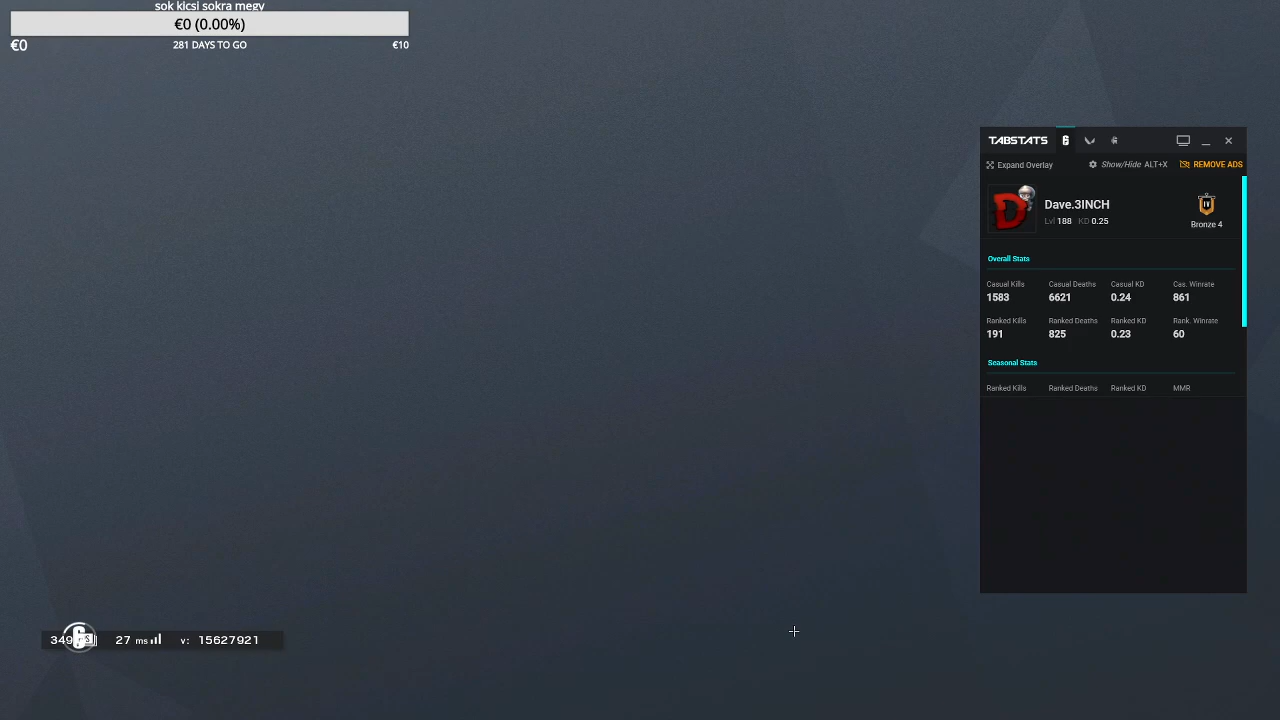 sok kicsi sokra megy
€0 (0.00%)
€0 281 DAYS TO GO €10
TABSTATS
Expand Overlay Show/Hide ALT+X REMOVE ADS
Dave.3INCH
Lvl 188 KD 0.25
IV
Bronze 4
Overall Stats
Casual Kills Casual Deaths Casual KD Cas. Winrate
1583 6621 0.24 861
Ranked Kills Ranked Deaths Ranked KD Rank. Winrate
191 825 0.23 60
Seasonal Stats
Ranked Kills Ranked Deaths Ranked KD MMR
349 27 ms v: 15627921